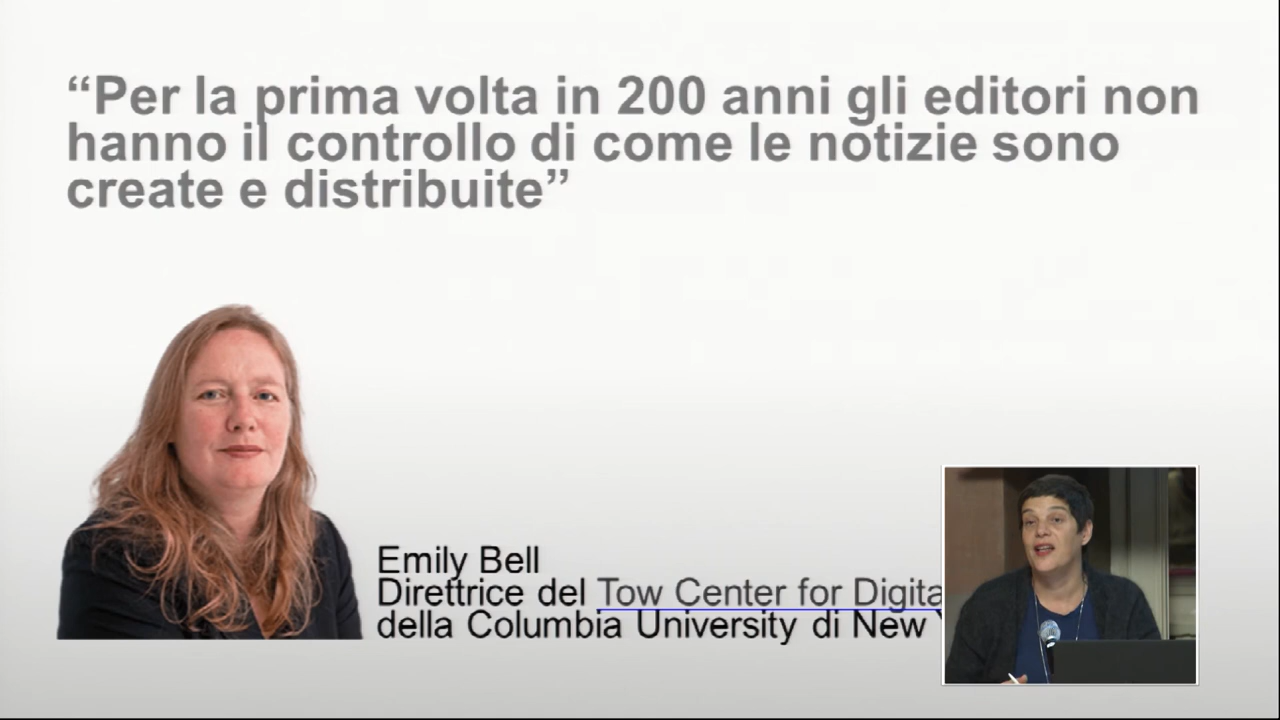 “Per la prima volta in 200 anni gli editori non
hanno il controllo di come le notizie sono
create e distribuite”
Emily Bell
Direttrice del Tow Center for Digita
della Columbia University di New